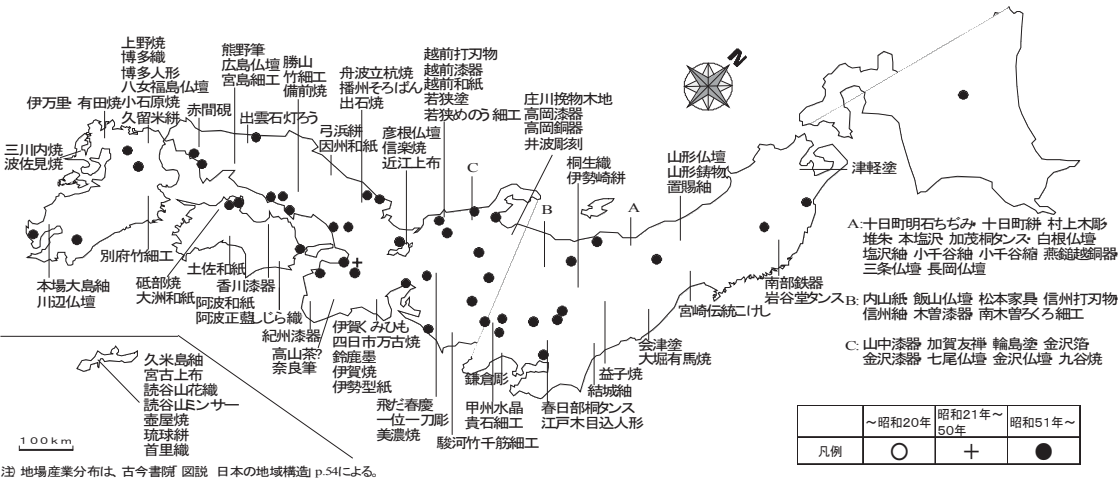 上野焼
博多織
博多人形
八女福島仏壇
小石原焼
久留米絣
伊万里・有田焼
三川内焼
波佐見焼
赤間硯
熊野筆
広島仏壇
宮島細工
出雲石灯ろう
勝山
竹細工
備前焼
弓浜絣
因州和紙
舟波立杭焼
播州そろばん
出石焼
彦根仏壇
信楽焼
近江上布
越前打刃物
越前漆器
越前和紙
若狭塗
若狭めのう細工
C
庄川挽物木地
高岡漆器
高岡銅器
井波彫刻
B
桐生織
伊勢崎絣
A
山形仏壇
山形鋳物
置賜紬
N
津軽塗
本場大島紬
川辺仏壇
別府竹細工
砥部焼
大洲和紙
土佐和紙
香川漆器
阿波和紙
阿波正藍しじら織
紀州漆器
高山茶?
奈良筆
伊賀くみひも
四日市万古焼
鈴鹿墨
伊賀焼
伊勢型紙
飛だ春慶
一位一刀彫
美濃焼
駿河竹千筋細工
鎌倉彫
甲州水晶
貴石細工
春日部桐タンス
江戸木目込人形
益子焼
結城紬
会津塗
大堀有馬焼
宮崎伝統こけし
南部鉄器
岩谷堂タンス
A:十日町明石ちぢみ 十日町絣 村上木彫
堆朱 本塩沢 加茂桐タンス 白根仏壇
塩沢紬 小千谷紬 小千谷縮 燕鎚越銅器
三条仏壇 長岡仏壇
B: 内山紙 飯山仏壇 松本家具 信州打刃物
信州紬 木曽漆器 南木曽ろくろ細工
C: 山中漆器 加賀友禅 輪島塗 金沢箔
金沢漆器 七尾仏壇 金沢仏壇 九谷焼
久米島紬
宮古上布
読谷山花織
読谷山ミンサー
壺屋焼
琉球絣
首里織
100km
～昭和20年 昭和21年～50年 昭和51年～
凡例 ○ ＋ ●
注) 地場産業分布は、古今書院「図説 日本の地域構造」p.54による。